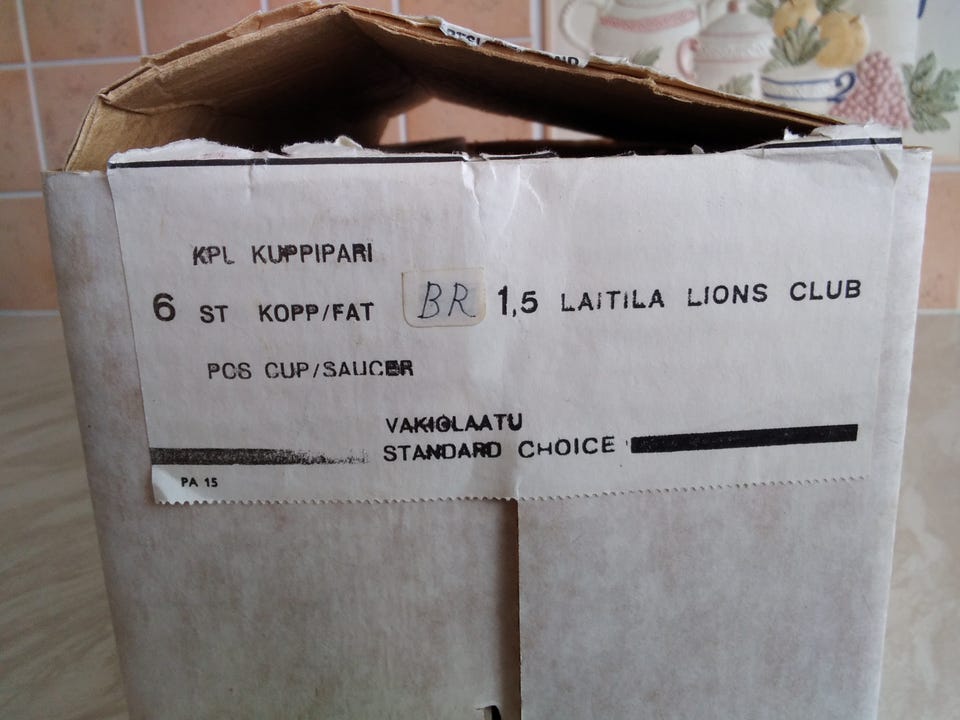 KPL KUPPIPARI
6 ST KOPP/FAT BR 1,5 LAITILA LIONS CLUB
PCS CUP/SAUCER
VAKIOLAATU
STANDARD CHOICE
PA 15